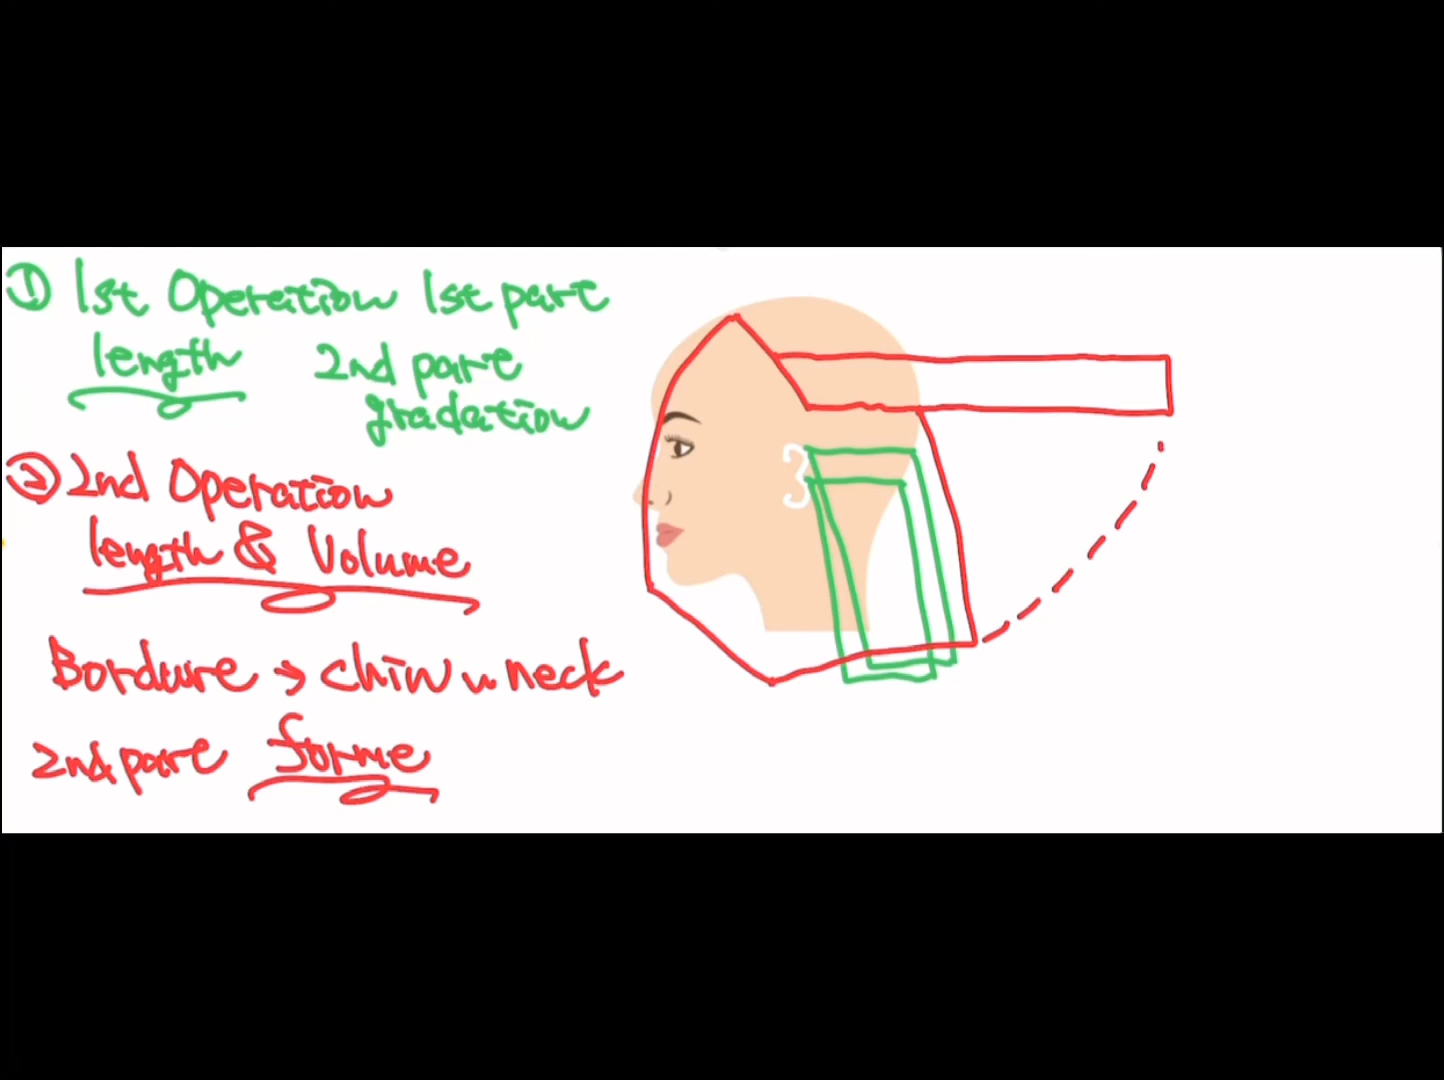 ① 1st Operation 1st part
length 2nd part
gradation
② 2nd Operation
length & Volume
Bordure → chin ~ neck
2nd part forme